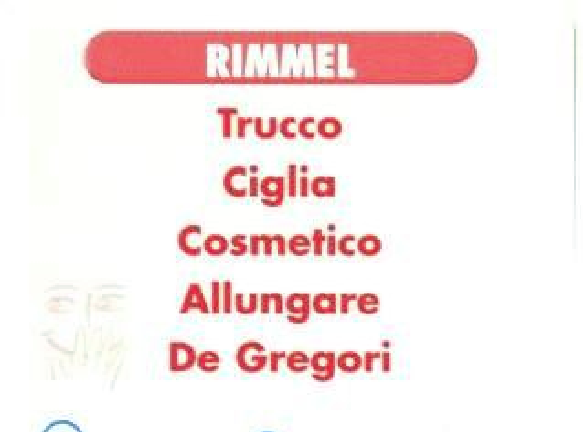 RIMMEL
Trucco
Ciglia
Cosmetico
Allungare
De Gregori